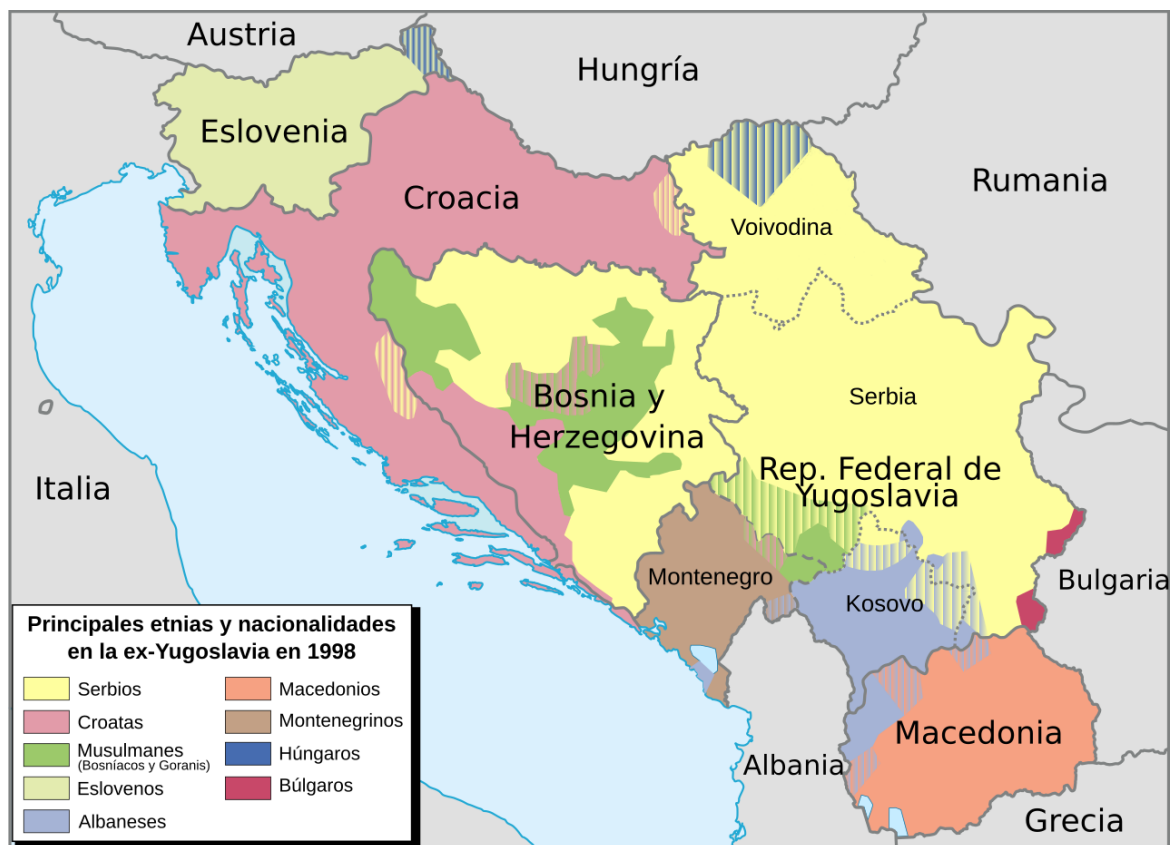 Austria
Hungría
Eslovenia
Rumania
Croacia
Voivodina
Serbia
Bosnia y
Herzegovina
Rep. Federal de
Yugoslavia
Italia
Montenegro
Kosovo
Bulgaria
Macedonia
Albania
Grecia
Principales etnias y nacionalidades
en la ex-Yugoslavia en 1998
Serbios
Croatas
Musulmanes
(Bosníacos y Goranis)
Eslovenos
Albaneses
Macedonios
Montenegrinos
Húngaros
Búlgaros